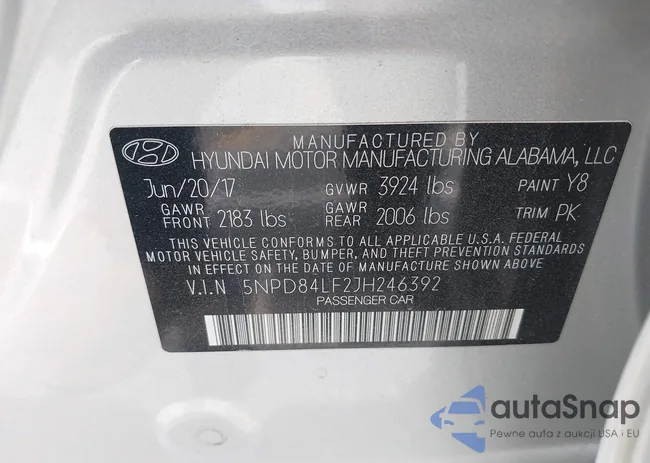 MANUFACTURED BY
HYUNDAI MOTOR MANUFACTURING ALABAMA, LLC
Jun/20/17 GVWR 3924 lbs PAINT Y8
GAWR FRONT 2183 lbs GAWR REAR 2006 lbs TRIM PK
THIS VEHICLE CONFORMS TO ALL APPLICABLE U.S.A. FEDERAL
MOTOR VEHICLE SAFETY, BUMPER, AND THEFT PREVENTION STANDARDS
IN EFFECT ON THE DATE OF MANUFACTURE SHOWN ABOVE.
V.I.N 5NPD84LF2JH246392
PASSENGER CAR
autoSnap
Pewne auta z aukcji USA i EU